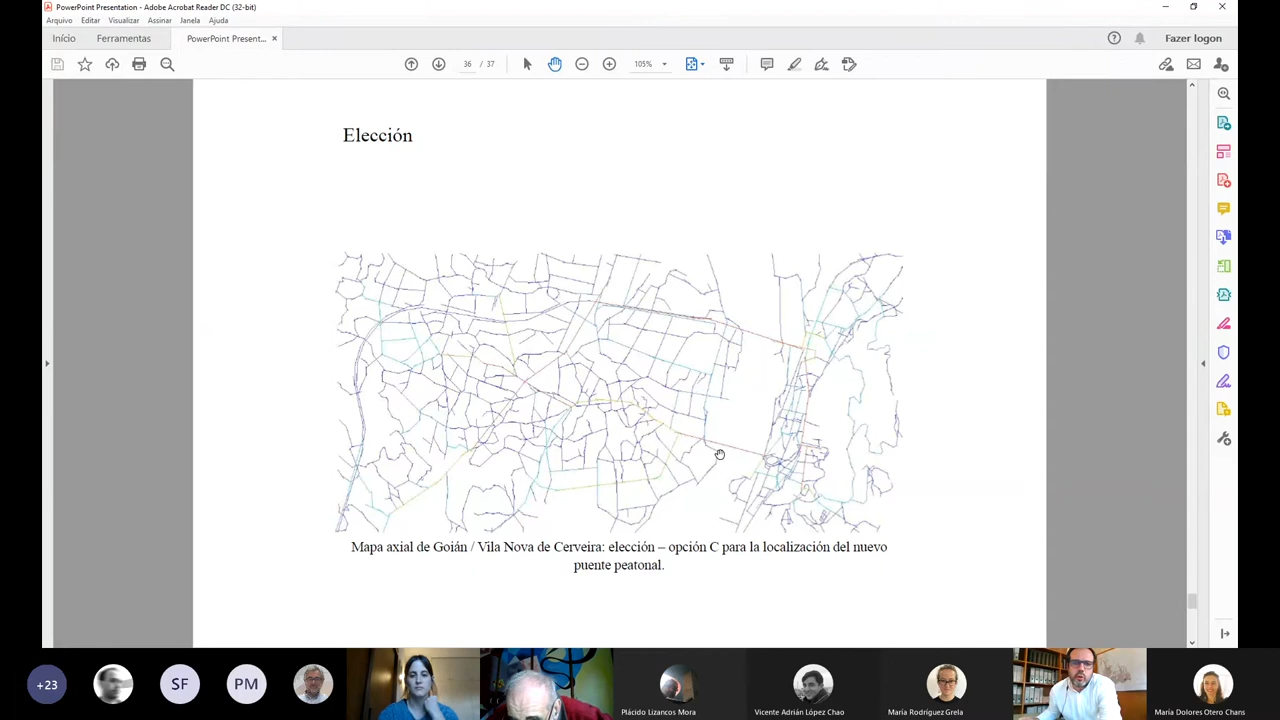 PowerPoint Presentation - Adobe Acrobat Reader DC (32-bit)
Arquivo Editar Visualizar Assinar Janela Ajuda
Início Ferramentas PowerPoint Present... × Fazer logon
36 / 37 105%
Elección
Mapa axial de Goián / Vila Nova de Cerveira: elección – opción C para la localización del nuevo
puente peatonal.
+23 SF PM
Plácido Lizancos Mora Vicente Adrián López Chao María Rodríguez Grela María Dolores Otero Chans